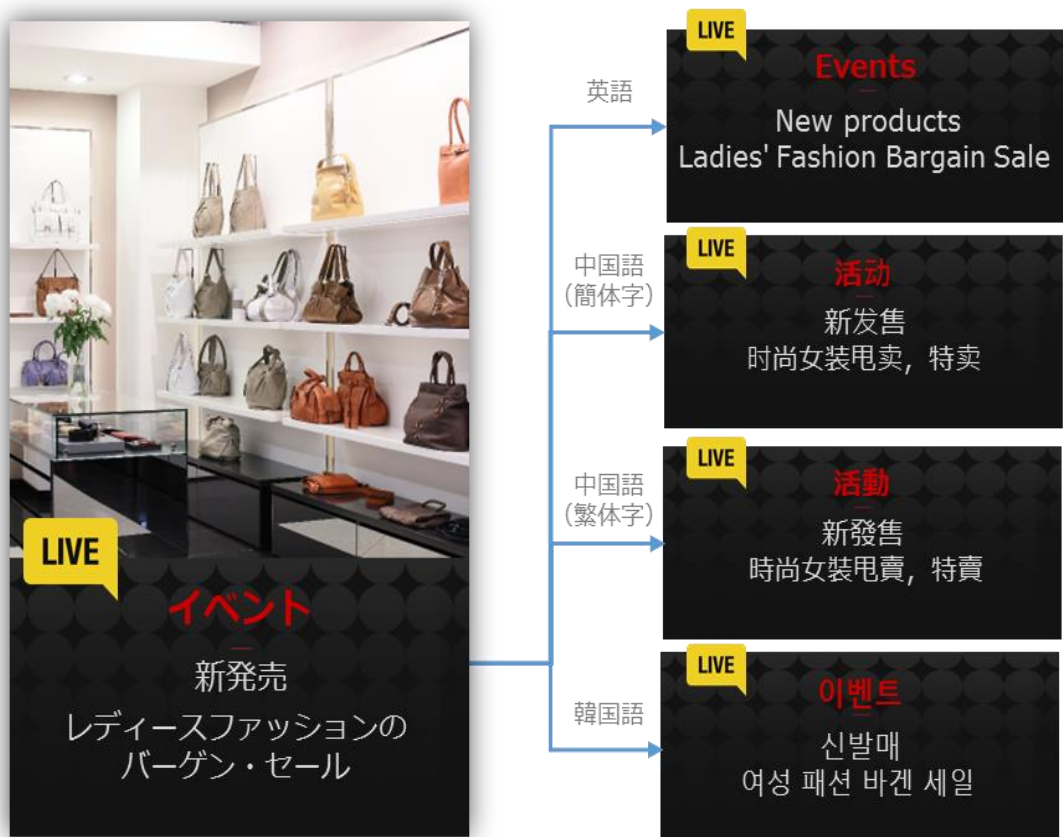 LIVE
イベント
新発売
レディースファッションの
バーゲン・セール
英語
LIVE
Events
New products
Ladies' Fashion Bargain Sale
中国語
（簡体字）
LIVE
活动
新发售
时尚女装甩卖，特卖
中国語
（繁体字）
LIVE
活動
新發售
時尚女裝甩賣，特賣
韓国語
LIVE
이벤트
신발매
여성 패션 바겐 세일